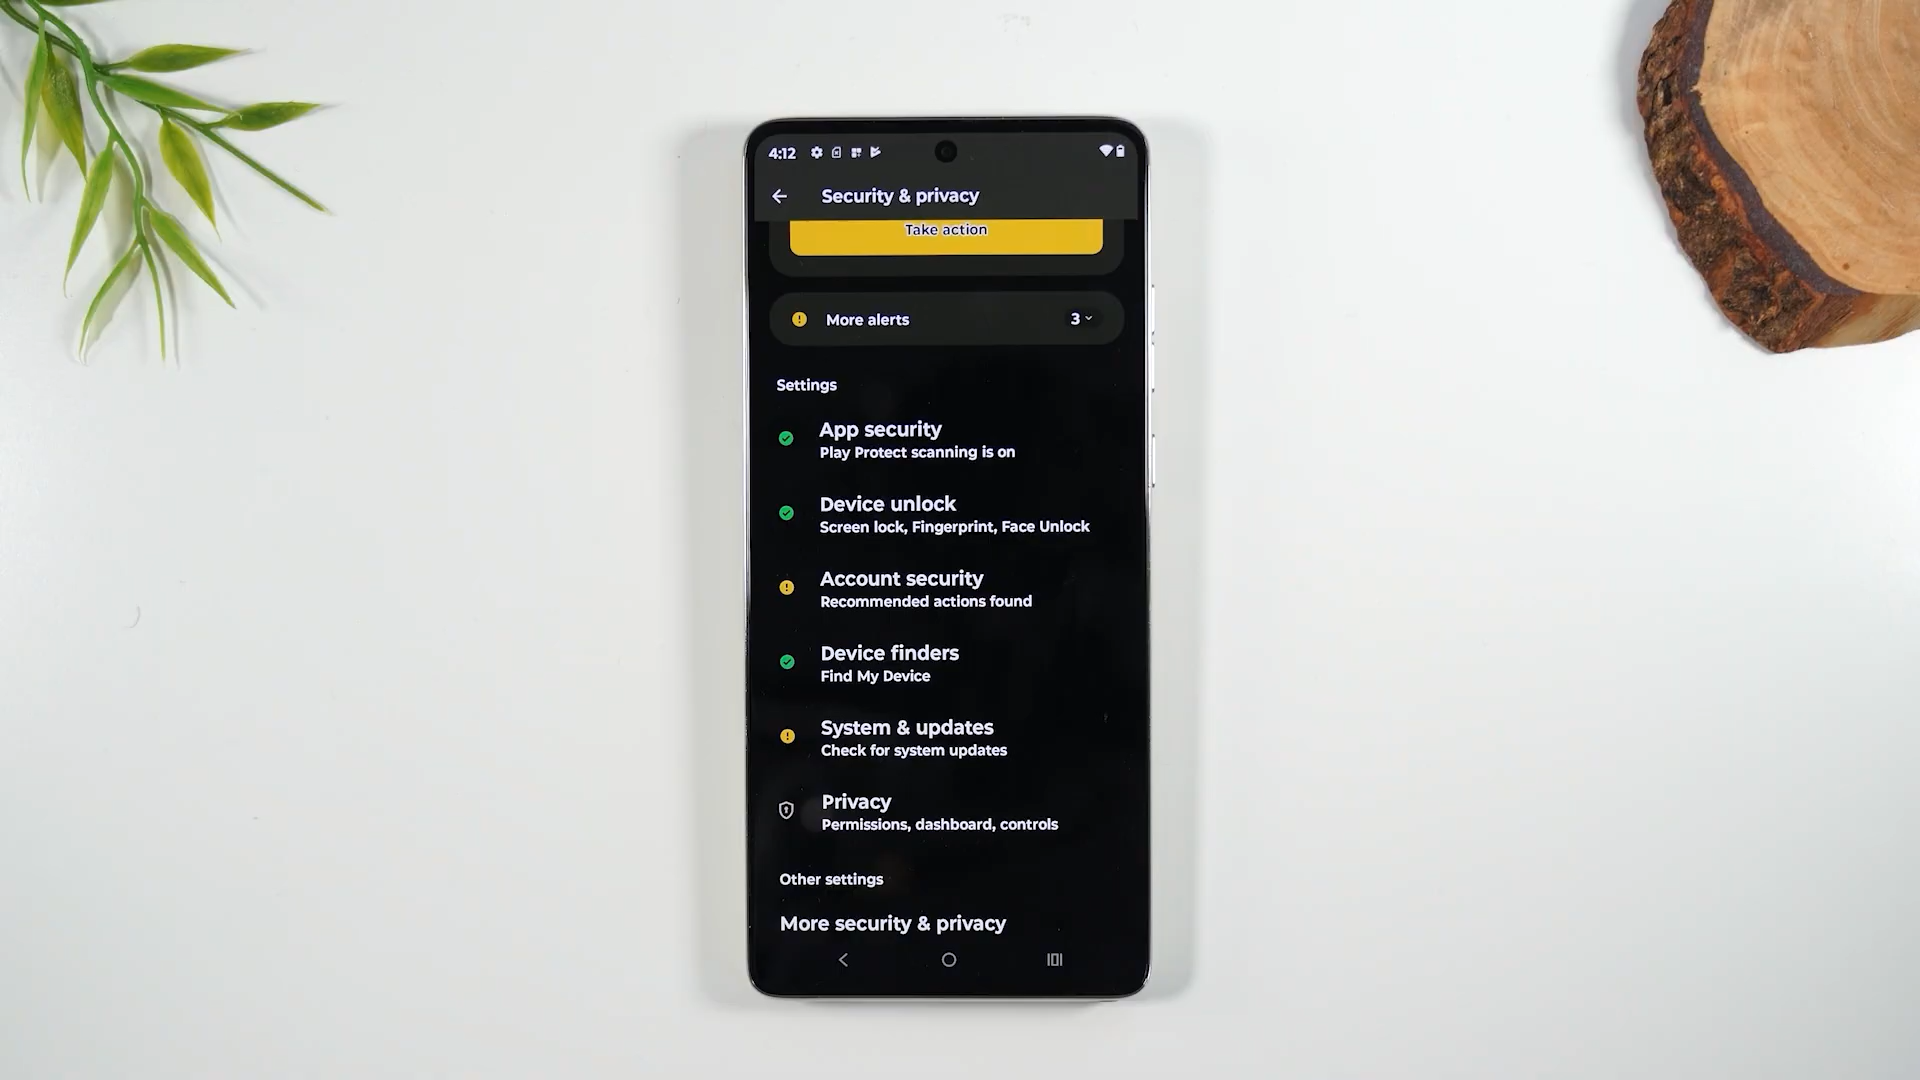 4:12
Security & privacy
Take action
More alerts
3
Settings
App security
Play Protect scanning is on
Device unlock
Screen lock, Fingerprint, Face Unlock
Account security
Recommended actions found
Device finders
Find My Device
System & updates
Check for system updates
Privacy
Permissions, dashboard, controls
Other settings
More security & privacy